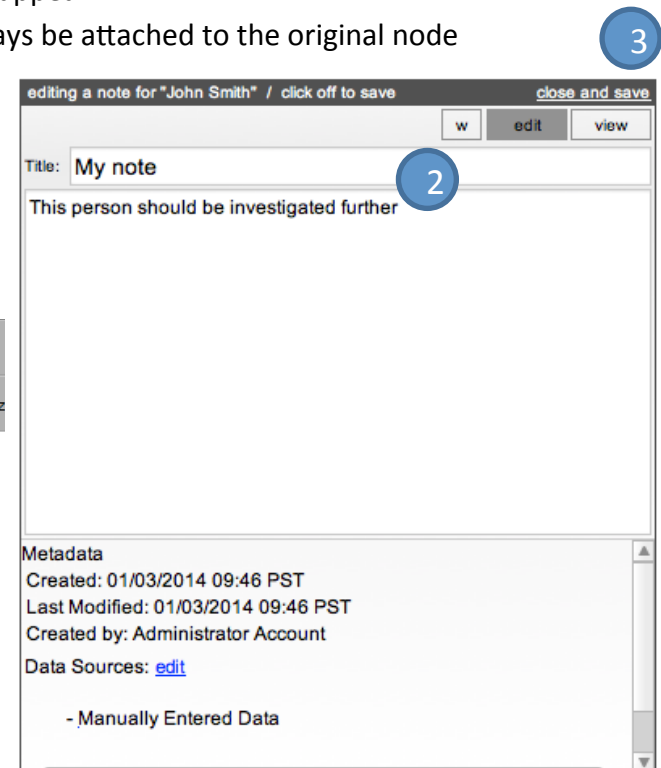 ays be attached to the original node
3
editing a note for "John Smith" / click off to save close and save
w edit view
Title: My note
2
This person should be investigated further
Metadata
Created: 01/03/2014 09:46 PST
Last Modified: 01/03/2014 09:46 PST
Created by: Administrator Account
Data Sources: edit
- Manually Entered Data